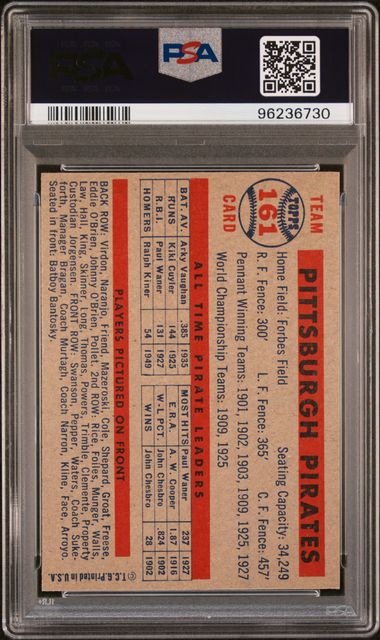 PSA
PSA
96236730
TEAM
TOPPS
161
CARD
PITTSBURGH PIRATES
Home Field: Forbes Field Seating Capacity: 34,249
R. F. Fence: 300' L. F. Fence: 365' C. F. Fence: 457'
Pennant Winning Teams: 1901, 1902, 1903, 1909, 1925, 1927
World Championship Teams: 1909, 1925
ALL TIME PIRATE LEADERS
BAT. AV. Arky Vaughan .385 1935 MOST HITS Paul Waner 237 1927
RUNS Kiki Cuyler 144 1925 E.R.A. A. W. Cooper 1.87 1916
R.B.I. Paul Waner 131 1927 W-L PCT. John Chesbro .824 1902
HOMERS Ralph Kiner 54 1949 WINS John Chesbro 28 1902
PLAYERS PICTURED ON FRONT
BACK ROW: Virdon, Naranjo, Friend, Mazeroski, Cole, Shepard, Groat, Freese,
Eddie O'Brien, Johnny O'Brien, Pollet. 2ND ROW: Rice, Foiles, Munger, Walls,
Law, Hall, King, Skinner, Long, Thomas, Powers, Trimble, Clemente, Property
Custodian Jorgensen. FRONT ROW: Swanson, Pepper, Waters, Coach Suke-
forth, Manager Bragan, Coach Murtagh, Coach Narron, Kline, Face, Arroyo.
Seated in front: Batboy Bantosky.
© T.C.G. Printed in U.S.A.